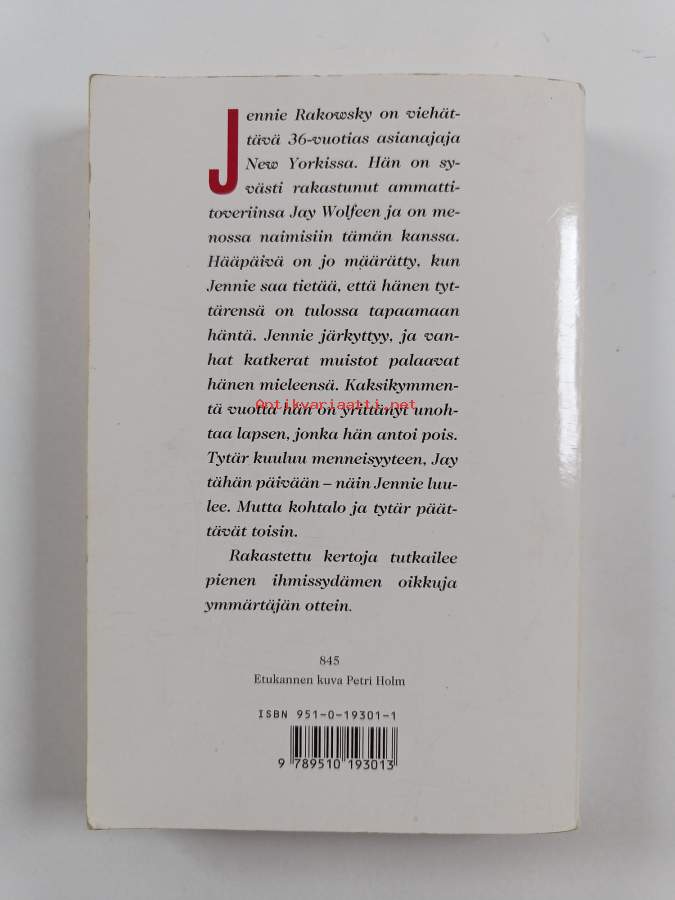 Jennie Rakowsky on viehät-
tävä 36-vuotias asianajaja
New Yorkissa. Hän on sy-
västi rakastunut ammatti-
toveriinsa Jay Wolfeen ja on me-
nossa naimisiin tämän kanssa.
Hääpäivä on jo määrätty, kun
Jennie saa tietää, että hänen tyt-
tärensä on tulossa tapaamaan
häntä. Jennie järkyttyy, ja van-
hat katkerat muistot palaavat
hänen mieleensä. Kaksikymmen-
Antikvariaatti.net
tä vuotta hän on yrittänyt unoh-
taa lapsen, jonka hän antoi pois.
Tytär kuuluu menneisyyteen, Jay
tähän päivään – näin Jennie luu-
lee. Mutta kohtalo ja tytär päät-
tävät toisin.
Rakastettu kertoja tutkailee
pienen ihmissydämen oikkuja
ymmärtäjän ottein.
845
Etukannen kuva Petri Holm
ISBN 951-0-19301-1
9 789510 193013